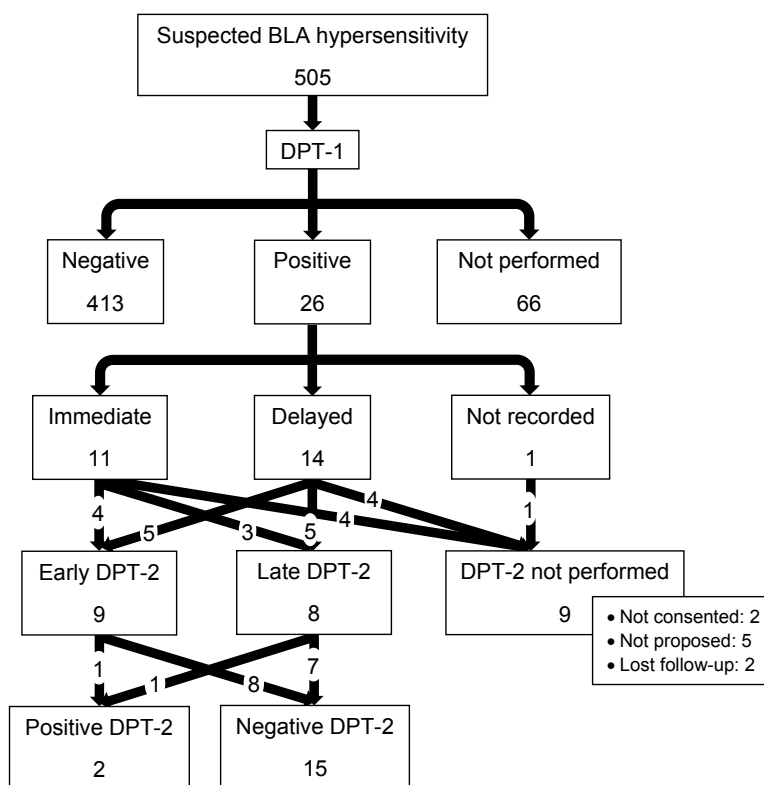 Suspected BLA hypersensitivity
505
DPT-1
Negative
413
Positive
26
Not performed
66
Immediate
11
Delayed
14
Not recorded
1
4
5
3
5
4
4
1
Early DPT-2
9
Late DPT-2
8
DPT-2 not performed
9
• Not consented: 2
• Not proposed: 5
• Lost follow-up: 2
1
1
8
7
Positive DPT-2
2
Negative DPT-2
15